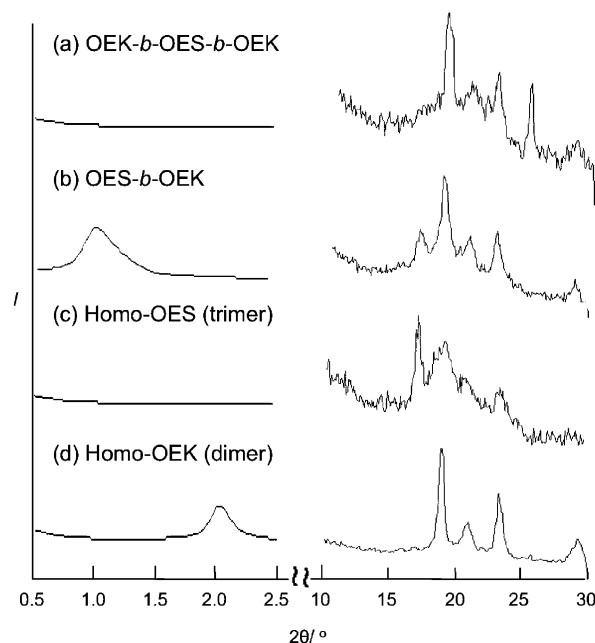 (a) OEK-b-OES-b-OEK
(b) OES-b-OEK
I
(c) Homo-OES (trimer)
(d) Homo-OEK (dimer)
0.5 1.0 1.5 2.0 2.5 10 15 20 25 30
2θ/ °